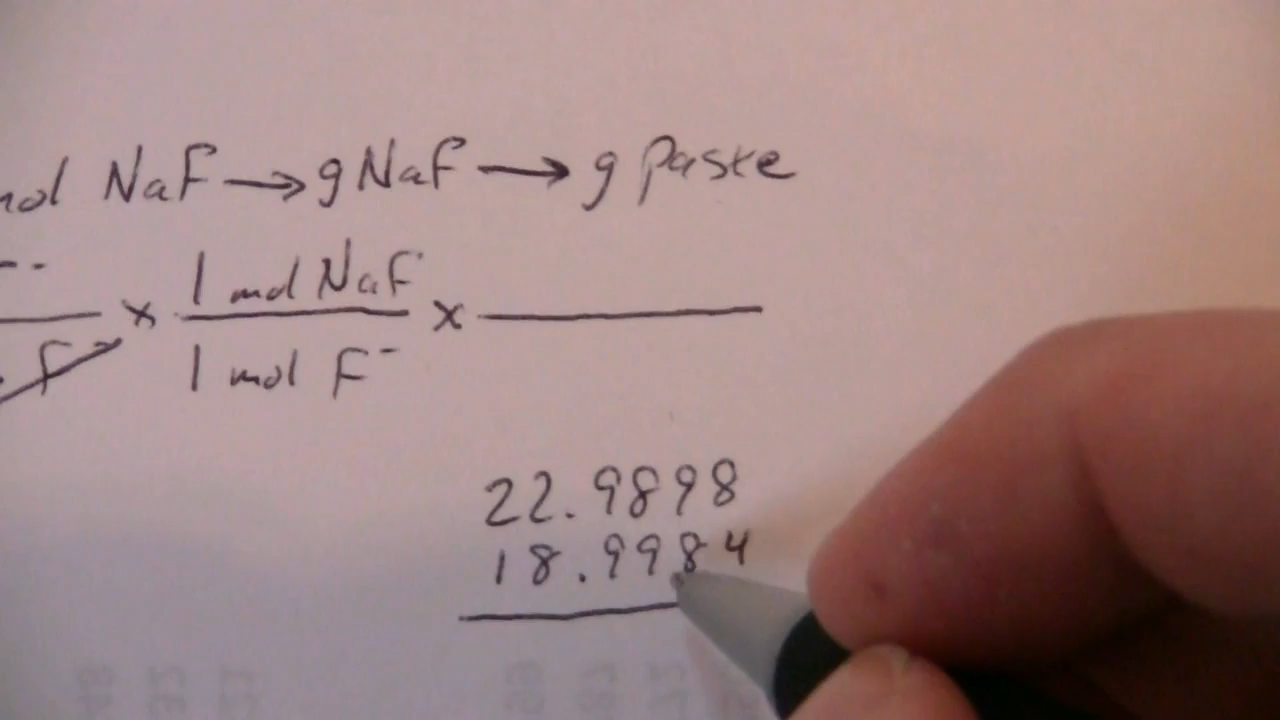 mol NaF → g NaF → g Paste
1 mol NaF
x x
F⁻ 1 mol F⁻
22.9898
18.9984